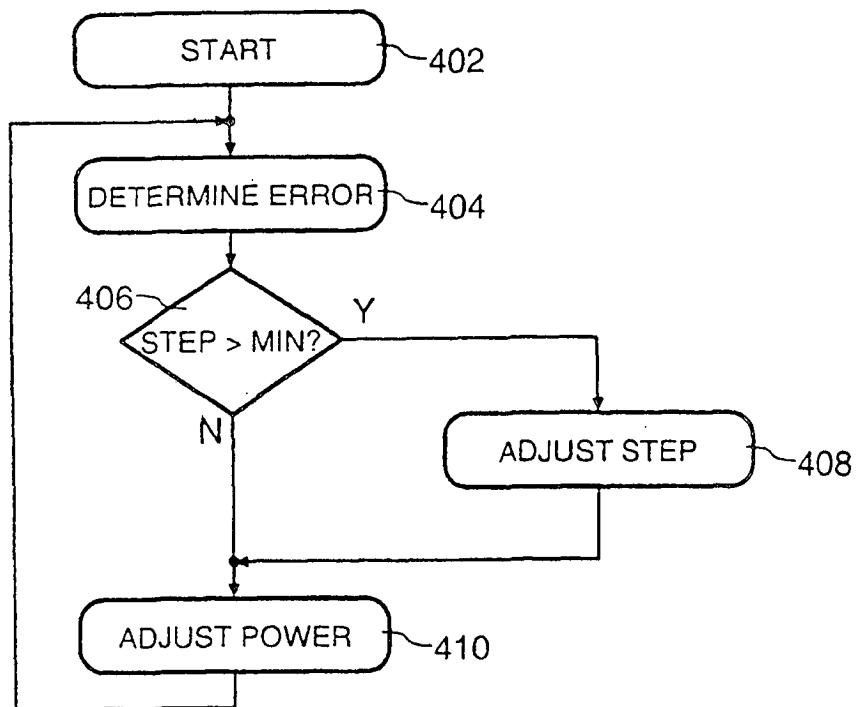 START
402
DETERMINE ERROR
404
406
STEP > MIN?
Y
N
ADJUST STEP
408
ADJUST POWER
410